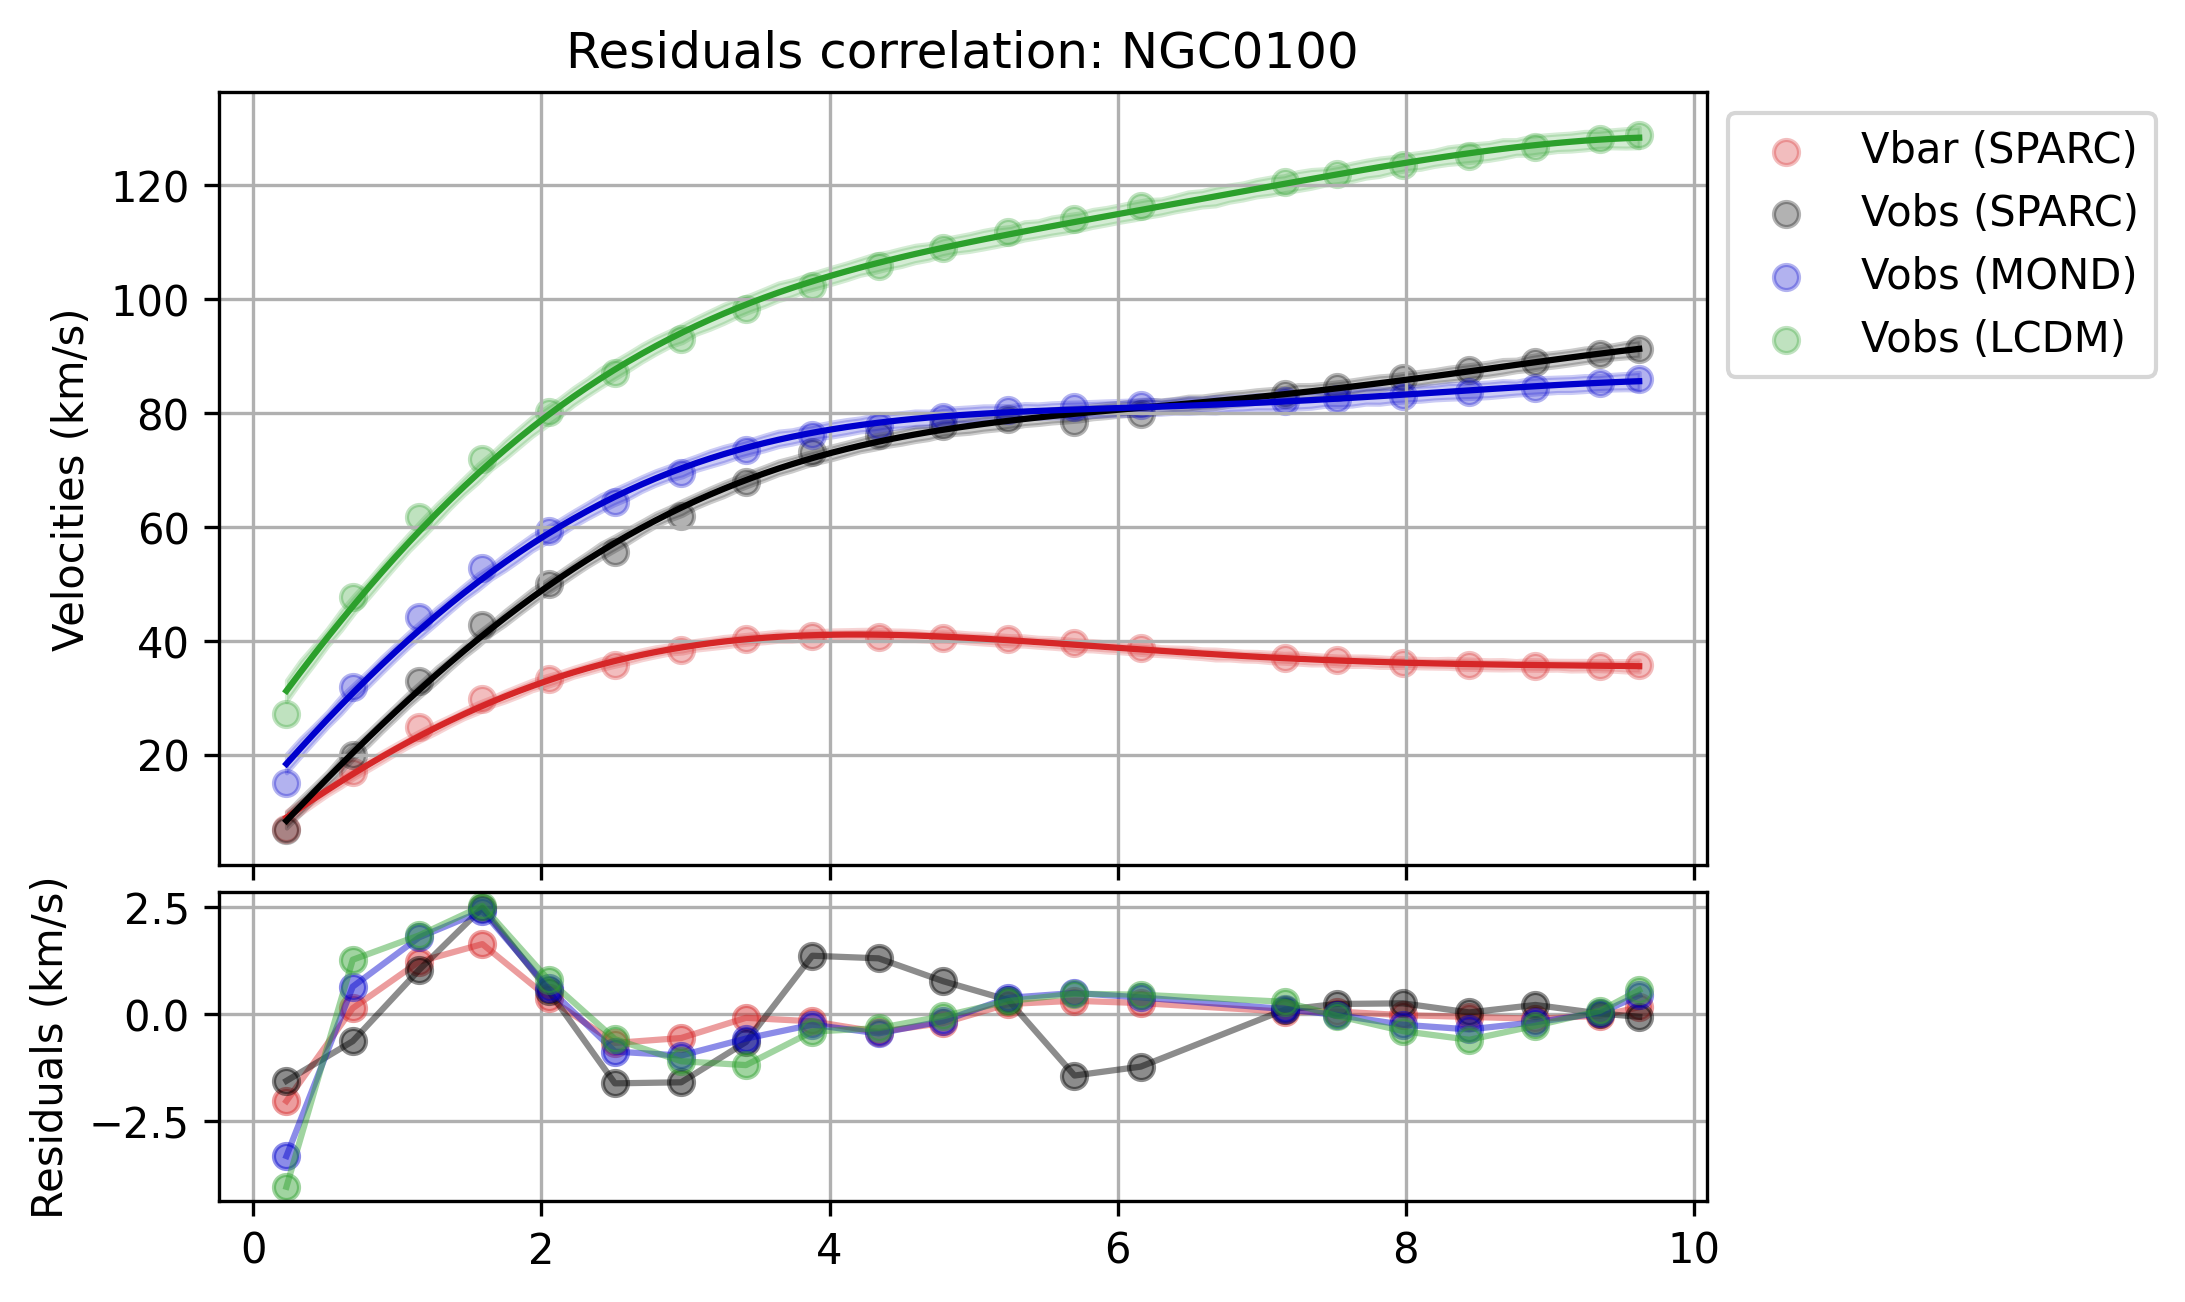 Residuals correlation: NGC0100
Velocities (km/s)
120
100
80
60
40
20
Vbar (SPARC)
Vobs (SPARC)
Vobs (MOND)
Vobs (LCDM)
Residuals (km/s)
2.5
0.0
−2.5
0 2 4 6 8 10